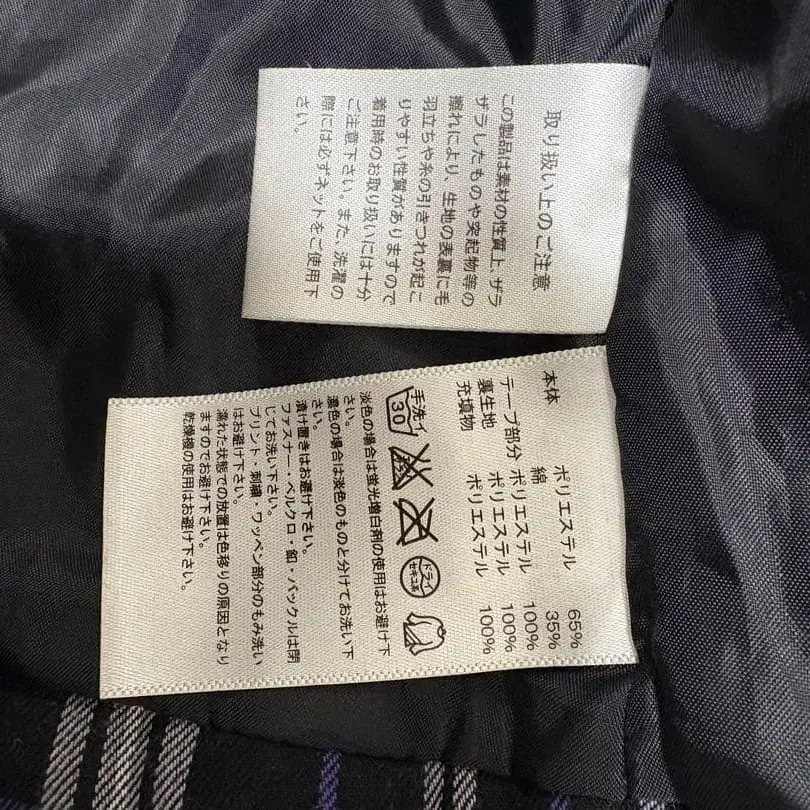 取り扱い上のご注意
この製品は素材の性質上、ザラ
ザラしたものや突起物等の
擦れにより、生地の表裏に毛
羽立ちや糸の引きつれが起こ
りやすい性質がありますので
着用時のお取り扱いには十分
ご注意下さい。また、洗濯の
際には必ずネットをご使用下
さい。
本体 ポリエステル 65%
綿 35%
テープ部分 ポリエステル 100%
裏生地 ポリエステル 100%
充填物 ポリエステル 100%
手洗イ
30
ドライ
セキユ系
淡色の場合は蛍光増白剤の使用はお避け下
さい。
濃色の場合は淡色のものと分けてお洗い下
さい。
漬け置きはお避け下さい。
ファスナー・ベルクロ・釦・バックルは閉
じてお洗い下さい。
プリント・刺繍・ワッペン部分のもみ洗い
はお避け下さい。
濡れた状態での放置は色移りの原因となり
ますのでお避け下さい。
乾燥機の使用はお避け下さい。